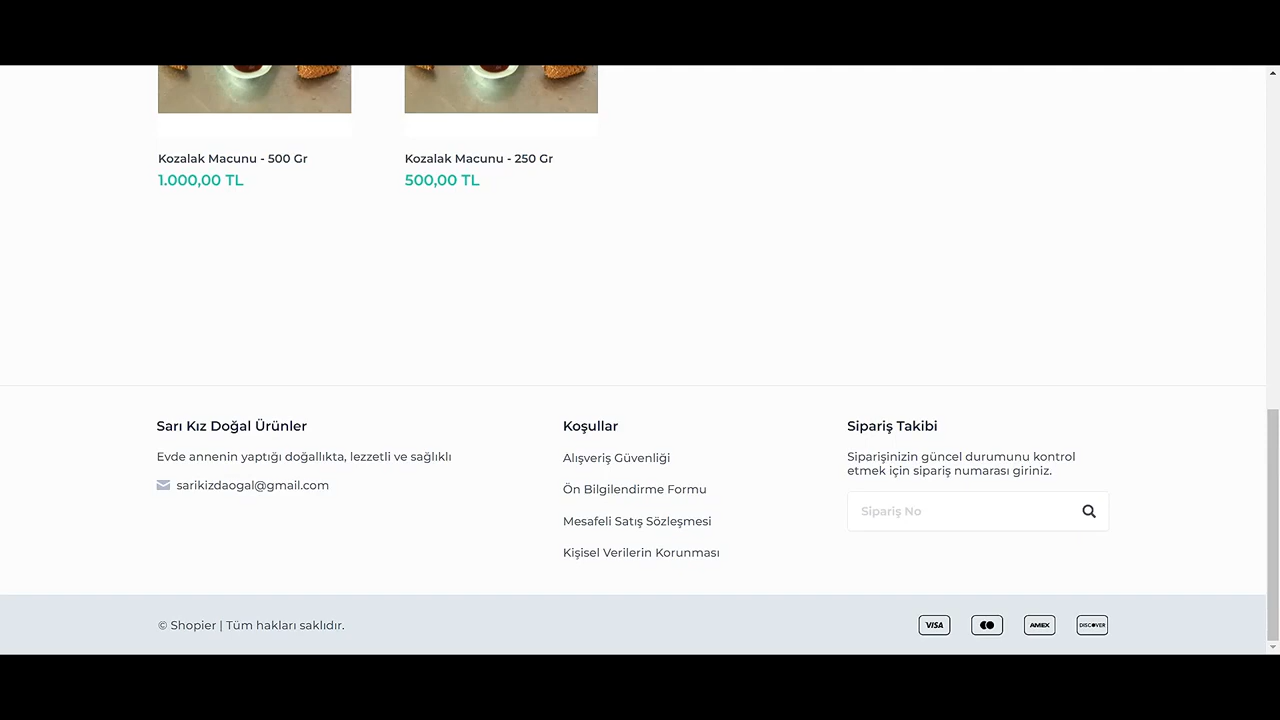 Kozalak Macunu - 500 Gr
1.000,00 TL
Kozalak Macunu - 250 Gr
500,00 TL
Sarı Kız Doğal Ürünler
Evde annenin yaptığı doğallıkta, lezzetli ve sağlıklı
sarikizdaogal@gmail.com
Koşullar
Alışveriş Güvenliği
Ön Bilgilendirme Formu
Mesafeli Satış Sözleşmesi
Kişisel Verilerin Korunması
Sipariş Takibi
Siparişinizin güncel durumunu kontrol
etmek için sipariş numarası giriniz.
Sipariş No
© Shopier | Tüm hakları saklıdır.
VISA
AMEX
DISCOVER